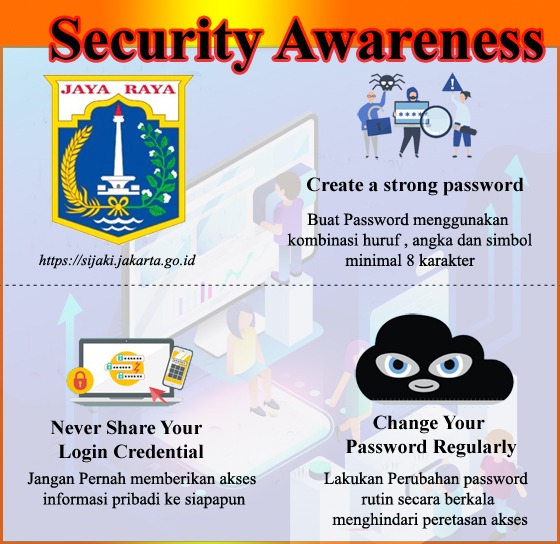 Security Awareness
JAYA RAYA
https://sijaki.jakarta.go.id
Create a strong password
Buat Password menggunakan
kombinasi huruf , angka dan simbol
minimal 8 karakter
Never Share Your
Login Credential
Jangan Pernah memberikan akses
informasi pribadi ke siapapun
Change Your
Password Regularly
Lakukan Perubahan password
rutin secara berkala
menghindari peretasan akses